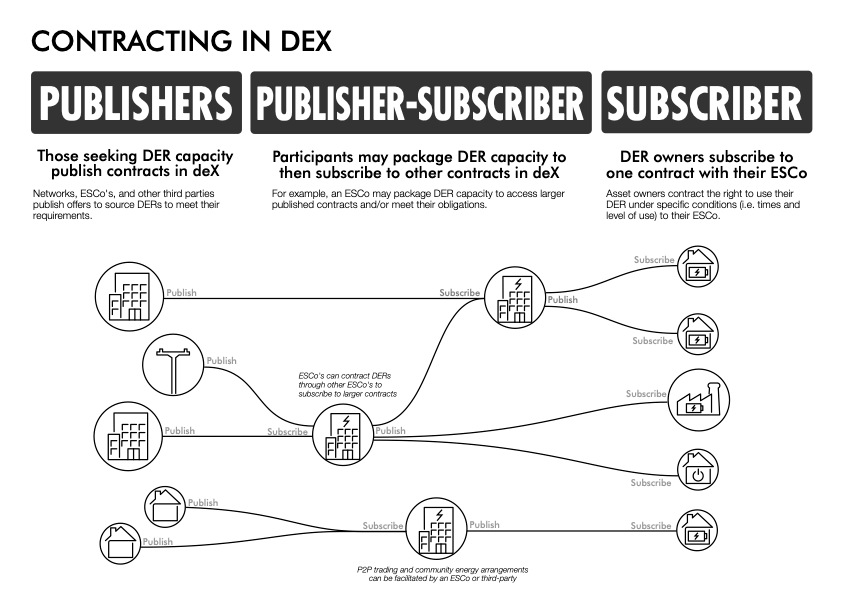 CONTRACTING IN DEX
PUBLISHERS
PUBLISHER-SUBSCRIBER
SUBSCRIBER
Those seeking DER capacity
publish contracts in deX
Networks, ESCo's, and other third parties
publish offers to source DERs to meet their
requirements.
Participants may package DER capacity to
then subscribe to other contracts in deX
For example, an ESCo may package DER capacity to access larger
published contracts and/or meet their obligations.
DER owners subscribe to
one contract with their ESCo
Asset owners contract the right to use their
DER under specific conditions (i.e. times and
level of use) to their ESCo.
Subscribe
Publish
Subscribe
Publish
Subscribe
Publish
ESCo's can contract DERs
through other ESCo's to
subscribe to larger contracts
Subscribe
Publish
Subscribe
Publish
Subscribe
Publish
Subscribe
Publish
Subscribe
Publish
P2P trading and community energy arrangements
can be facilitated by an ESCo or third-party